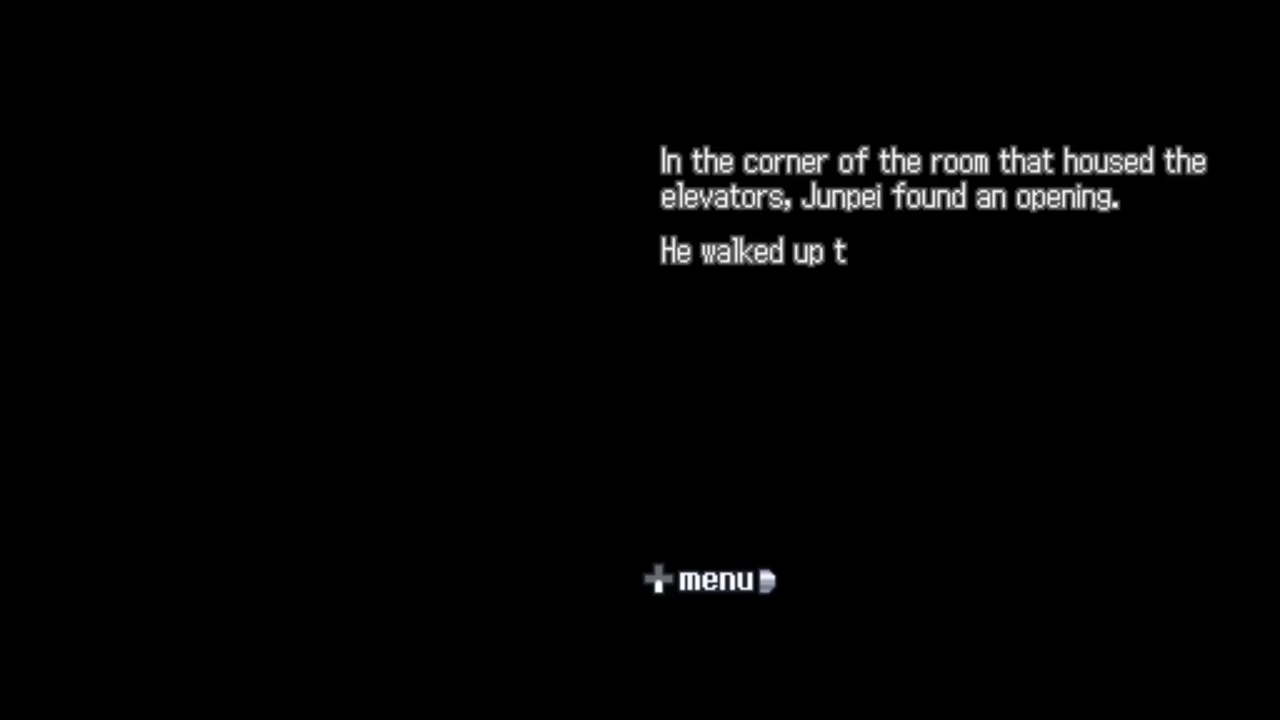 In the corner of the room that housed the
elevators, Junpei found an opening.
He walked up t
menu